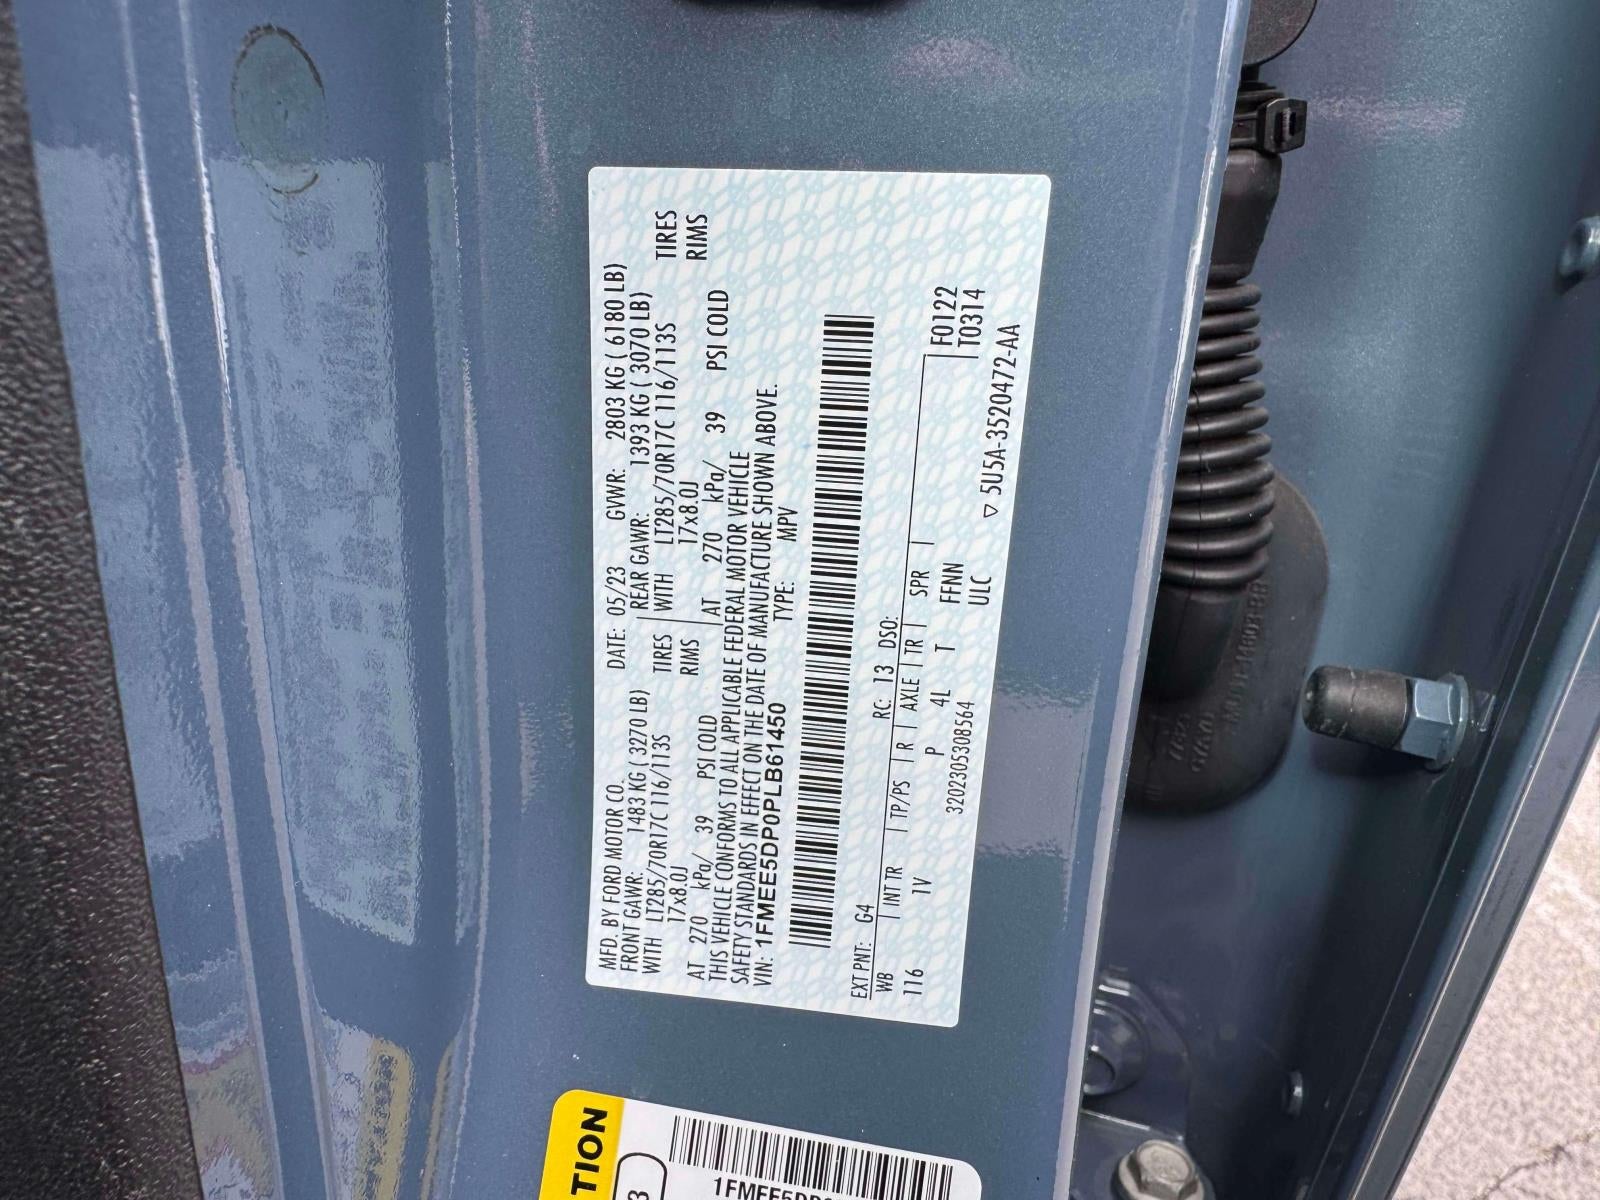 MFD. BY FORD MOTOR CO. DATE: 05/23 GVWR: 2803 KG ( 6180 LB)
FRONT GAWR: 1483 KG ( 3270 LB) REAR GAWR: 1393 KG ( 3070 LB)
WITH LT285/70R17C 116/113S TIRES WITH LT285/70R17C 116/113S TIRES
17x8.0J RIMS 17x8.0J RIMS
AT 270 kPa/ 39 PSI COLD AT 270 kPa/ 39 PSI COLD
THIS VEHICLE CONFORMS TO ALL APPLICABLE FEDERAL MOTOR VEHICLE
SAFETY STANDARDS IN EFFECT ON THE DATE OF MANUFACTURE SHOWN ABOVE.
VIN: 1FMEE5DP0PLB61450 TYPE: MPV
EXT PNT: G4 RC: 13 DSO: F0122
WB INT TR TP/PS R AXLE TR SPR T0314
116 1V P 4L T FFNN
ULC
3202305308564 ▽ 5U5A-3520472-AA
TION
3